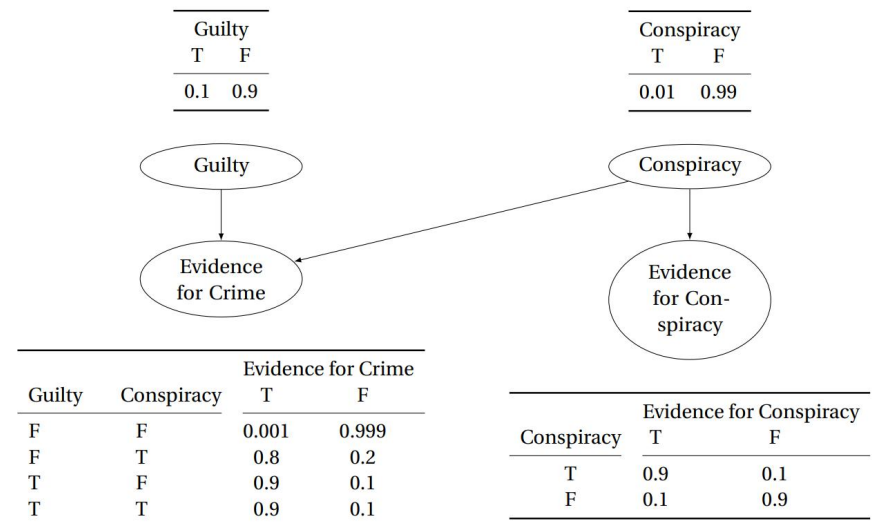 Guilty
T F
0.1 0.9
Conspiracy
T F
0.01 0.99
Guilty
Conspiracy
Evidence
for Crime
Evidence
for Con-
spiracy
Evidence for Crime
Guilty Conspiracy T F
F F 0.001 0.999
F T 0.8 0.2
T F 0.9 0.1
T T 0.9 0.1
Evidence for Conspiracy
Conspiracy T F
T 0.9 0.1
F 0.1 0.9